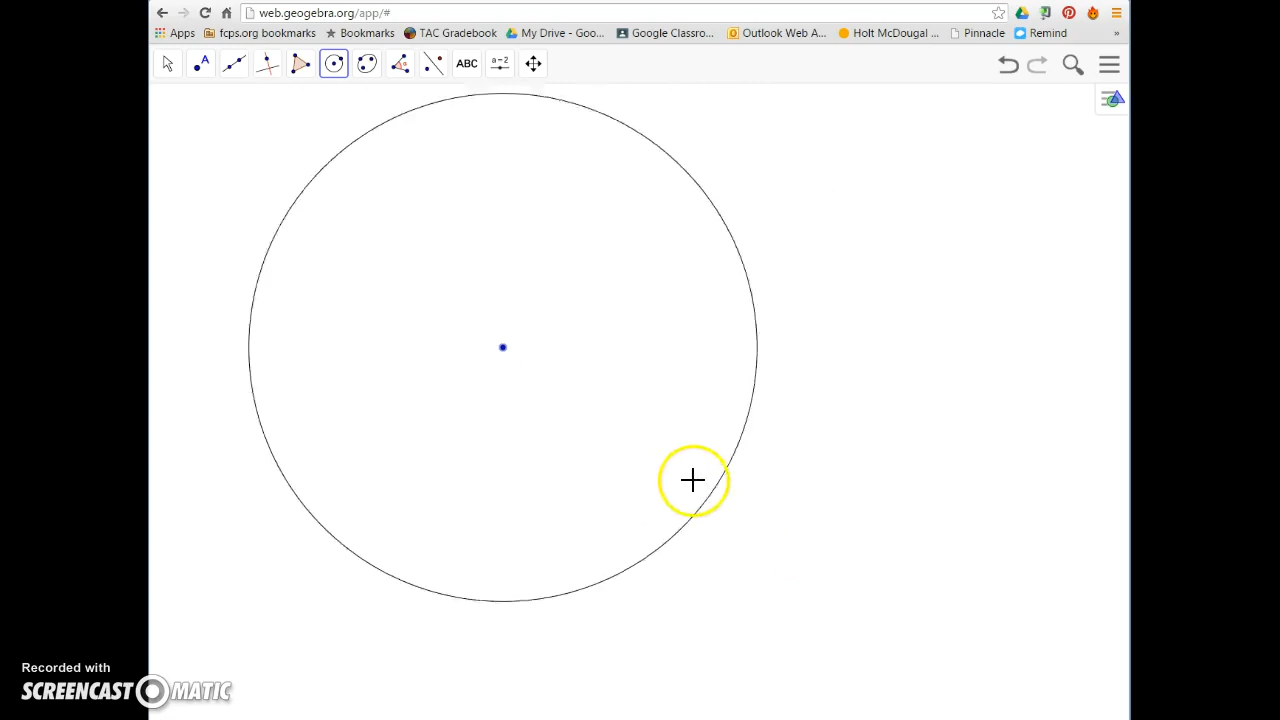 web.geogebra.org/app/#
Apps fcps.org bookmarks Bookmarks TAC Gradebook My Drive - Goo... Google Classro... Outlook Web A... Holt McDougal ... Pinnacle Remind »
A ABC a=2
Recorded with
SCREENCAST MATIC